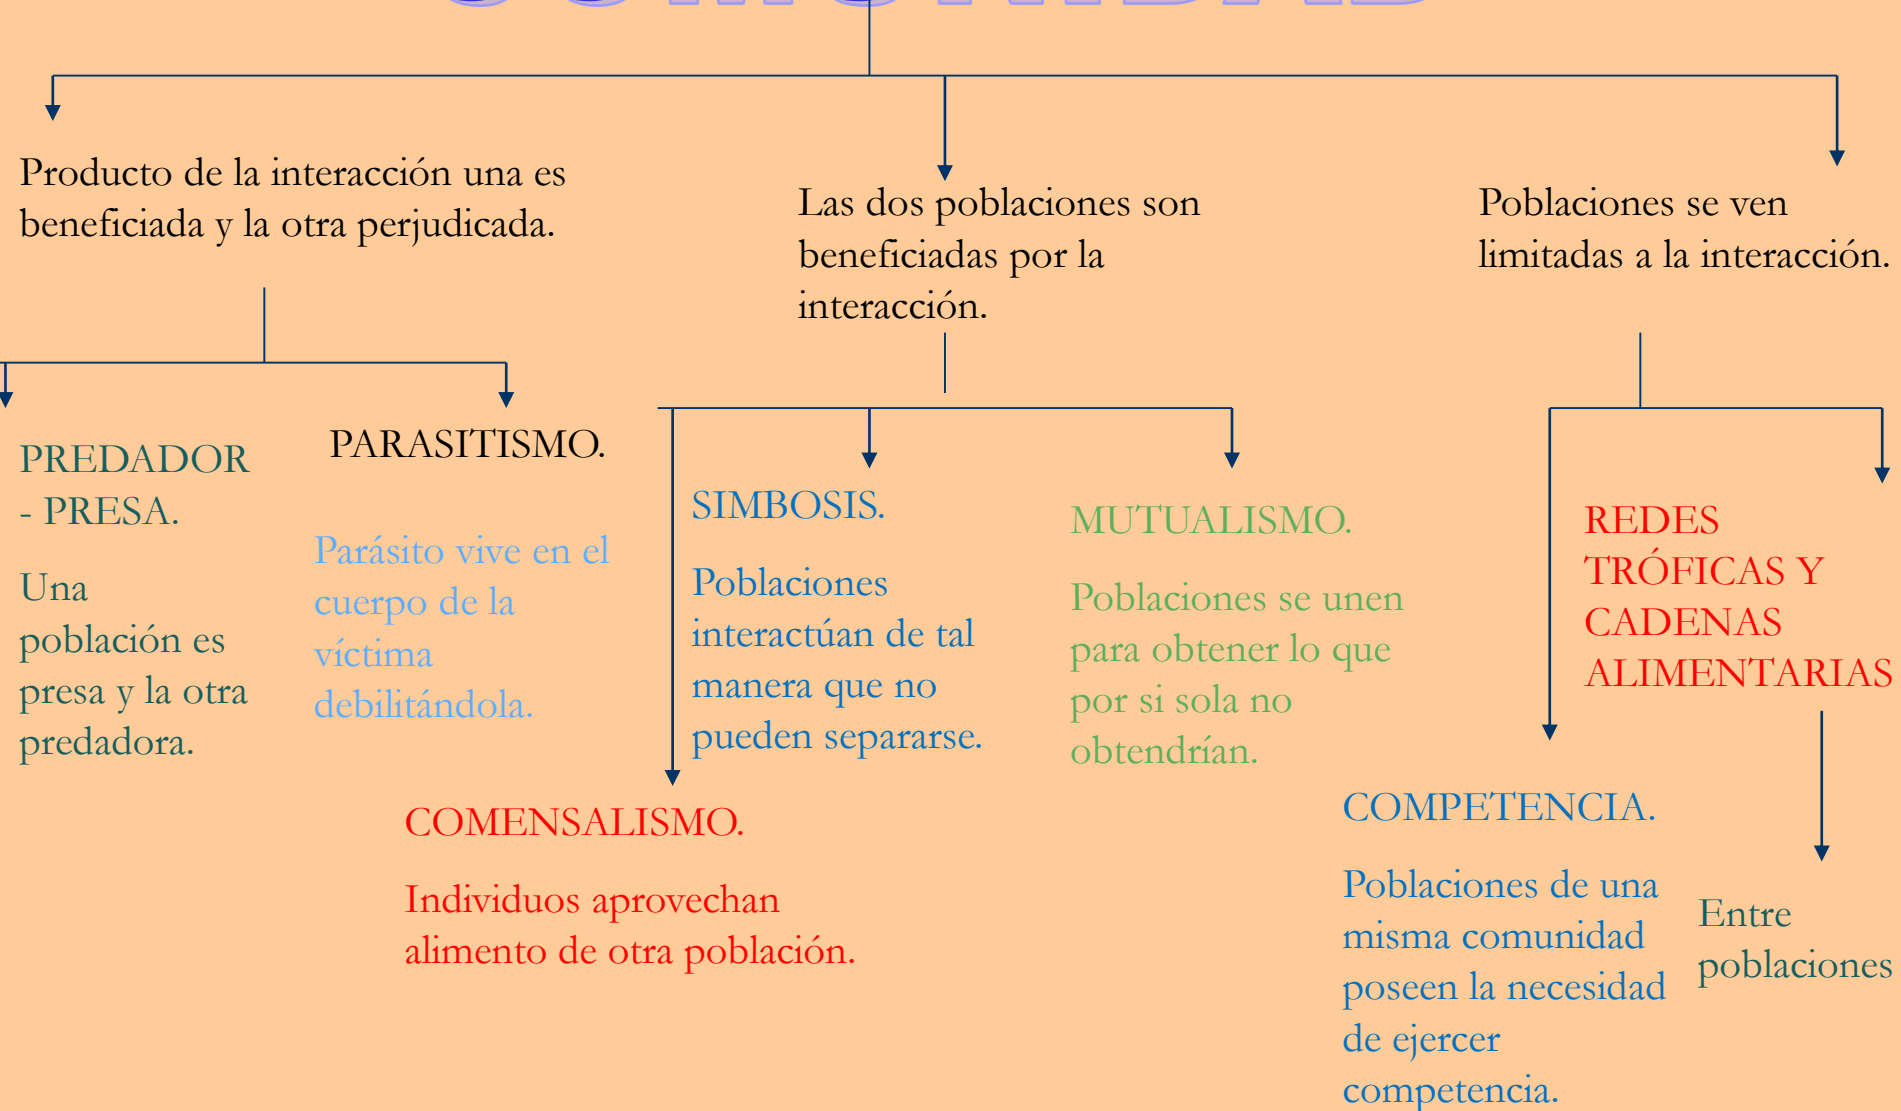 COMUNIDAD
Producto de la interacción una es
beneficiada y la otra perjudicada.
Las dos poblaciones son
beneficiadas por la
interacción.
Poblaciones se ven
limitadas a la interacción.
PREDADOR
- PRESA.
Una
población es
presa y la otra
predadora.
PARASITISMO.
Parásito vive en el
cuerpo de la
víctima
debilitándola.
SIMBOSIS.
Poblaciones
interactúan de tal
manera que no
pueden separarse.
MUTUALISMO.
Poblaciones se unen
para obtener lo que
por si sola no
obtendrían.
REDES
TRÓFICAS Y
CADENAS
ALIMENTARIAS
COMENSALISMO.
Individuos aprovechan
alimento de otra población.
COMPETENCIA.
Poblaciones de una
misma comunidad
poseen la necesidad
de ejercer
competencia.
Entre
poblaciones